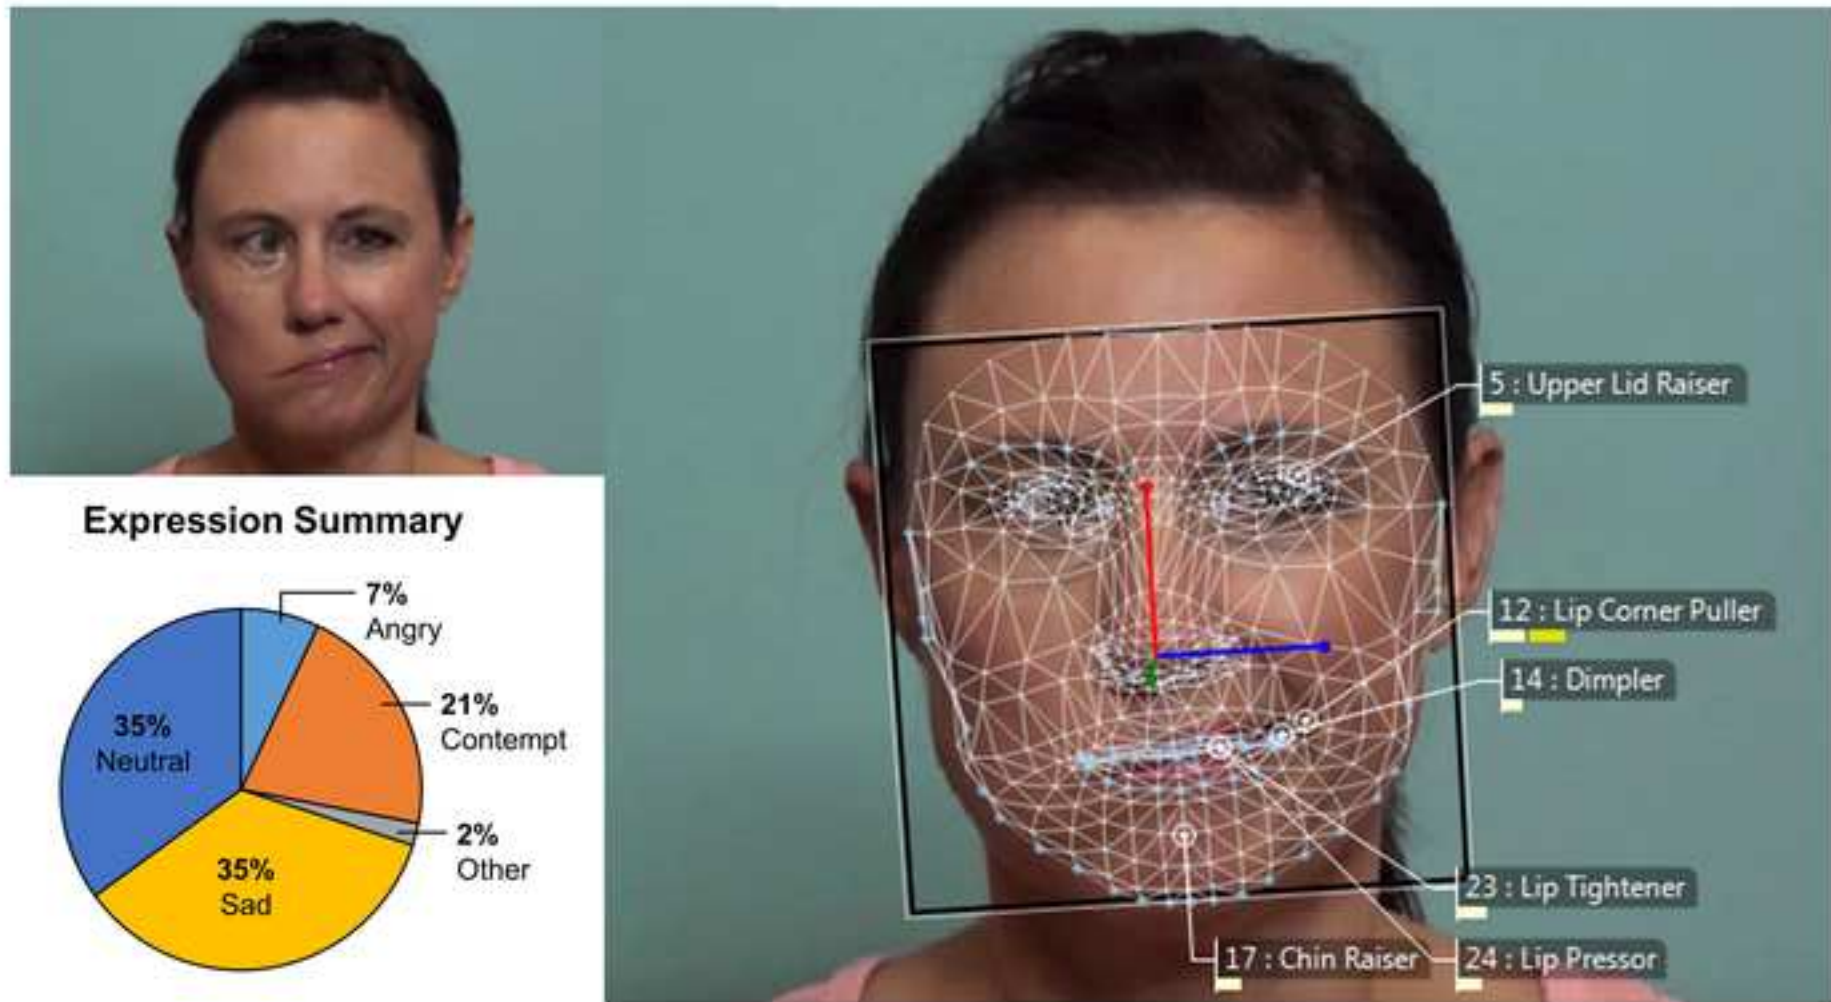 Expression Summary
7%
Angry
21%
Contempt
2%
Other
35%
Sad
35%
Neutral
5 : Upper Lid Raiser
12 : Lip Corner Puller
14 : Dimpler
23 : Lip Tightener
24 : Lip Pressor
17 : Chin Raiser